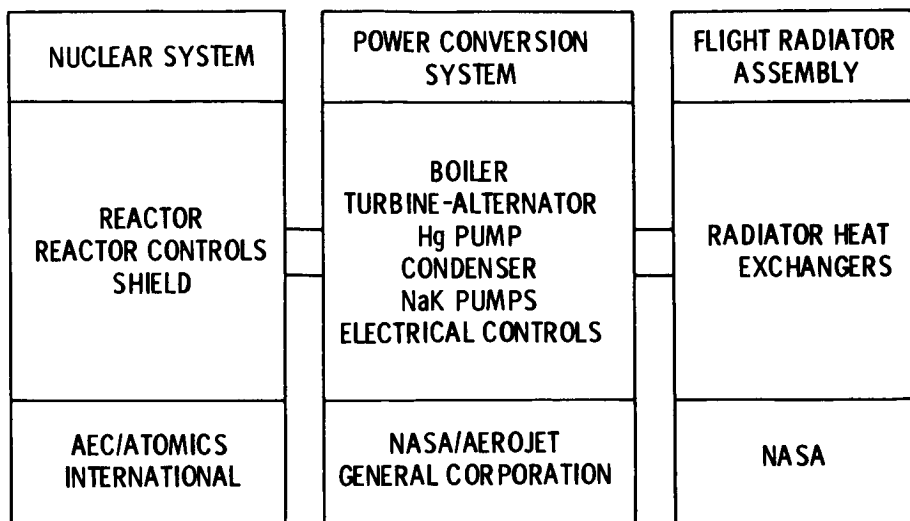 NUCLEAR SYSTEM
REACTOR
REACTOR CONTROLS
SHIELD
AEC/ATOMICS
INTERNATIONAL
POWER CONVERSION
SYSTEM
BOILER
TURBINE-ALTERNATOR
Hg PUMP
CONDENSER
NaK PUMPS
ELECTRICAL CONTROLS
NASA/AEROJET
GENERAL CORPORATION
FLIGHT RADIATOR
ASSEMBLY
RADIATOR HEAT
EXCHANGERS
NASA